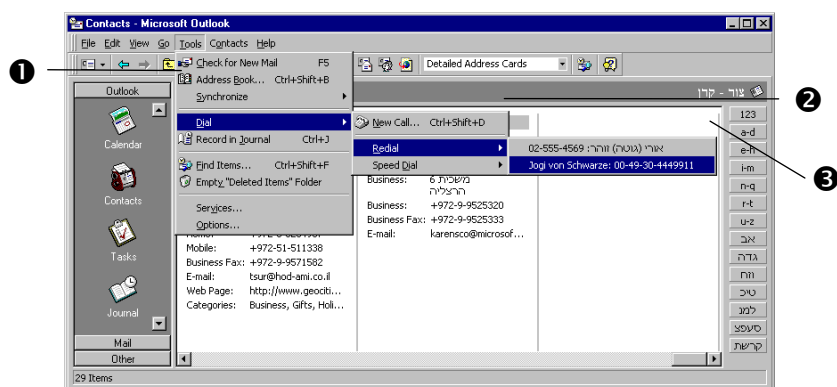 Contacts - Microsoft Outlook
File Edit View Go Tools Contacts Help
Detailed Address Cards
❶
❷
❸
Outlook
Calendar
Contacts
Tasks
Journal
Mail
Other
Check for New Mail F5
Address Book... Ctrl+Shift+B
Synchronize
Dial
Record in Journal Ctrl+J
Find Items... Ctrl+Shift+F
Empty "Deleted Items" Folder
Services...
Options...
New Call... Ctrl+Shift+D
Redial
Speed Dial
אורי (גוטה) זוהר: 02-555-4569
Jogi von Schwarze: 00-49-30-4449911
צור - קרן
Mobile: +972-51-511338
Business Fax: +972-9-9571582
E-mail: tsur@hod-ami.co.il
Web Page: http://www.geociti...
Categories: Business, Gifts, Holi...
Business: משכית 6
הרצליה
Business: +972-9-9525320
Business Fax: +972-9-9525333
E-mail: karensco@microsof...
123
a-d
e-h
i-m
n-q
r-t
u-z
אב
גדה
וזח
טיכ
למנ
סעפצ
קרשת
29 Items